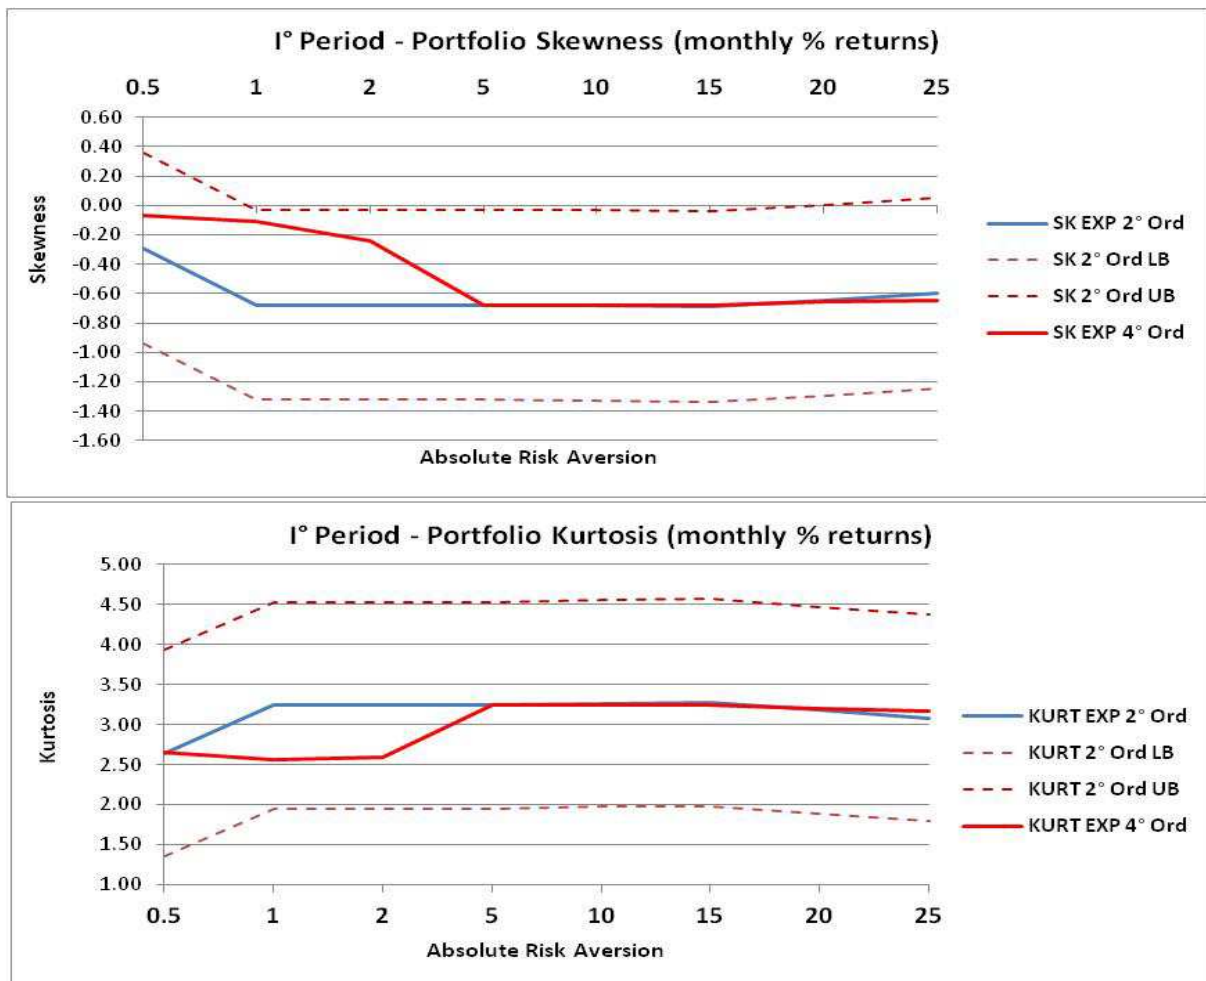 I° Period - Portfolio Skewness (monthly % returns)
0.5 1 2 5 10 15 20 25
0.60
0.40
0.20
0.00
-0.20
-0.40
-0.60
-0.80
-1.00
-1.20
-1.40
-1.60
Skewness
Absolute Risk Aversion
SK EXP 2° Ord
SK 2° Ord LB
SK 2° Ord UB
SK EXP 4° Ord
I° Period - Portfolio Kurtosis (monthly % returns)
5.00
4.50
4.00
3.50
3.00
2.50
2.00
1.50
1.00
Kurtosis
0.5 1 2 5 10 15 20 25
Absolute Risk Aversion
KURT EXP 2° Ord
KURT 2° Ord LB
KURT 2° Ord UB
KURT EXP 4° Ord